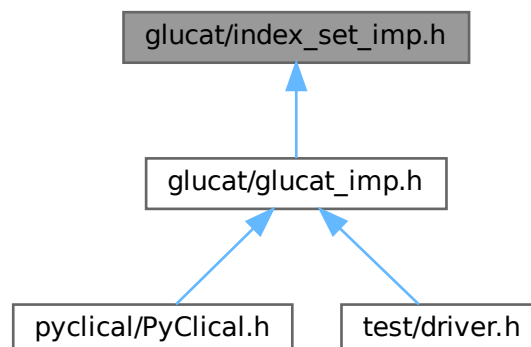 glucat/index_set_imp.h
glucat/glucat_imp.h
pyclical/PyClical.h
test/driver.h